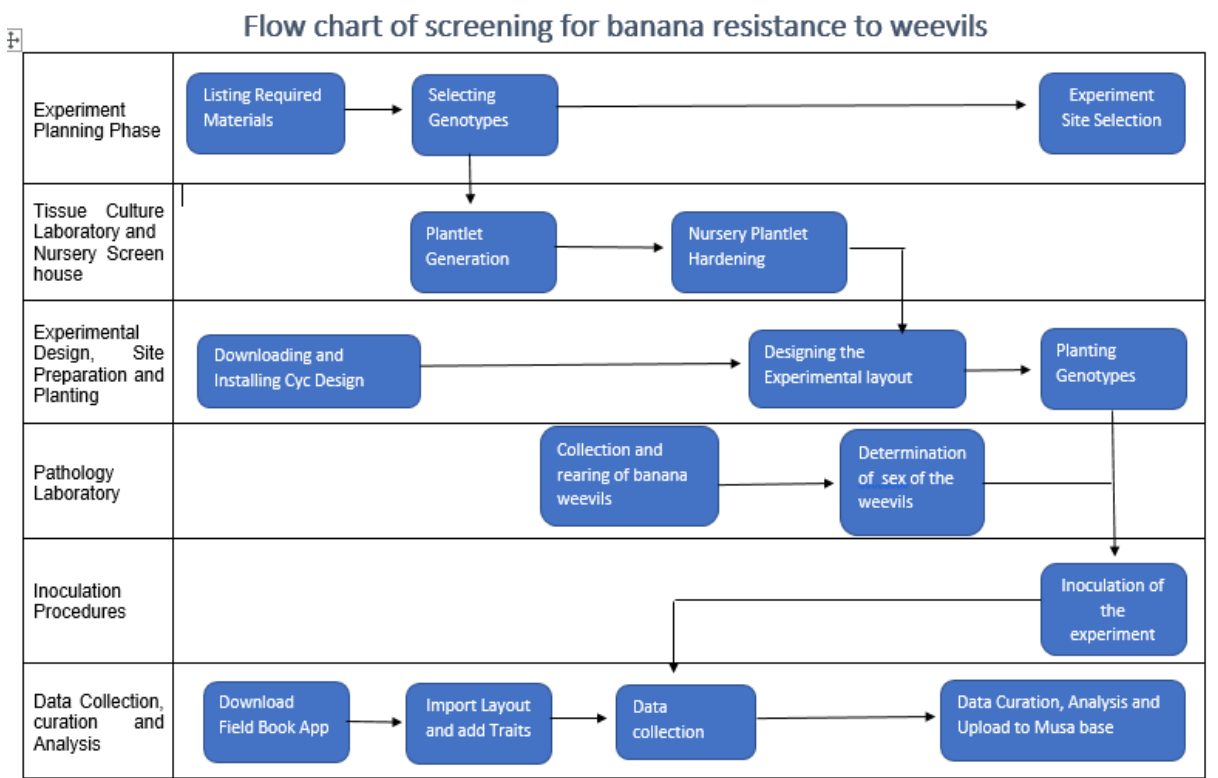 Flow chart of screening for banana resistance to weevils
Experiment
Planning Phase
Listing Required
Materials
Selecting
Genotypes
Experiment
Site Selection
Tissue Culture
Laboratory and
Nursery Screen
house
Plantlet
Generation
Nursery Plantlet
Hardening
Experimental
Design, Site
Preparation and
Planting
Downloading and
Installing Cyc Design
Designing the
Experimental layout
Planting
Genotypes
Pathology
Laboratory
Collection and
rearing of banana
weevils
Determination
of sex of the
weevils
Inoculation
Procedures
Inoculation of
the
experiment
Data Collection,
curation and
Analysis
Download
Field Book App
Import Layout
and add Traits
Data
collection
Data Curation, Analysis and
Upload to Musa base